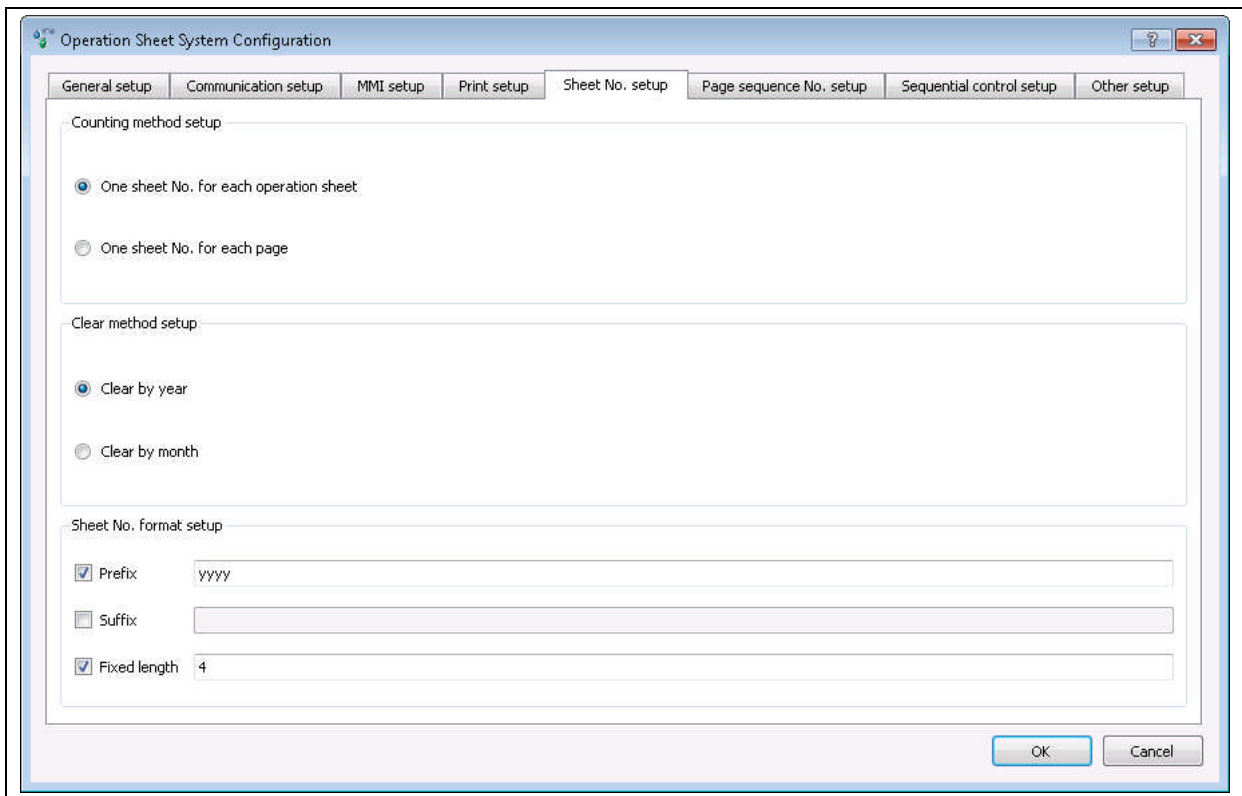 Operation Sheet System Configuration
General setup Communication setup MMI setup Print setup Sheet No. setup Page sequence No. setup Sequential control setup Other setup
Counting method setup
One sheet No. for each operation sheet
One sheet No. for each page
Clear method setup
Clear by year
Clear by month
Sheet No. format setup
Prefix yyyy
Suffix
Fixed length 4
OK Cancel